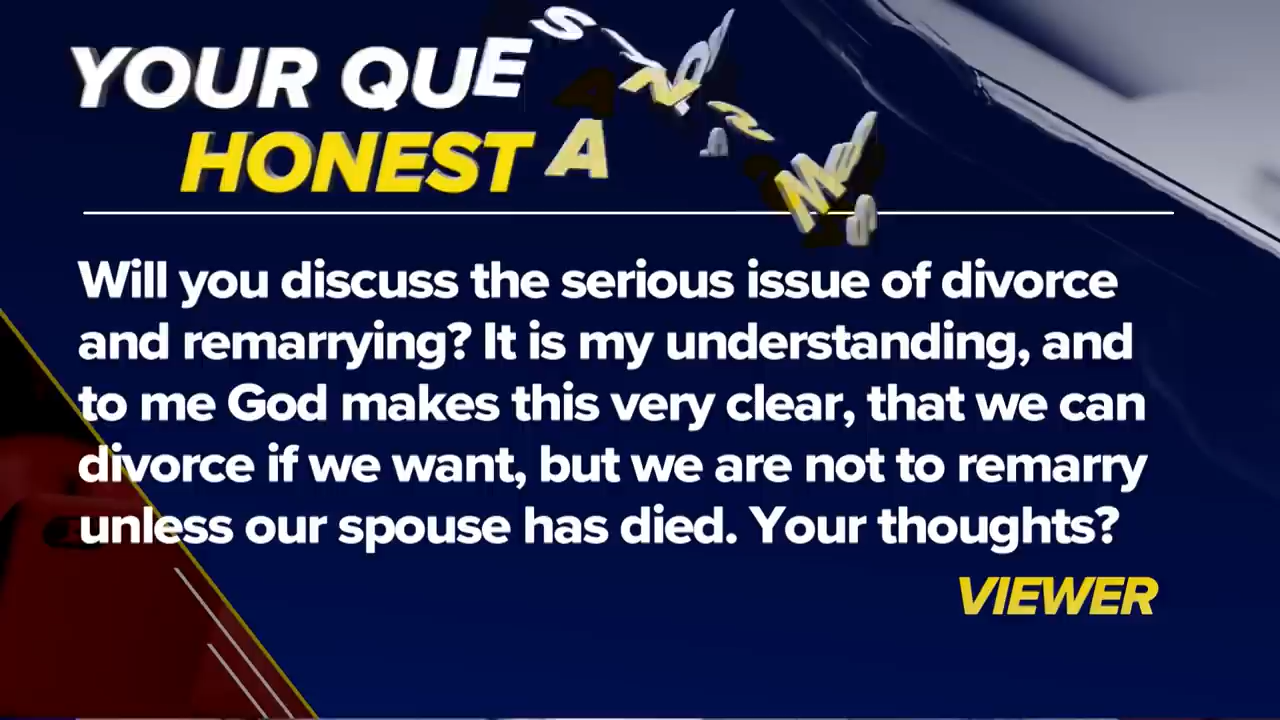 YOUR QUE
HONEST A
Will you discuss the serious issue of divorce
and remarrying? It is my understanding, and
to me God makes this very clear, that we can
divorce if we want, but we are not to remarry
unless our spouse has died. Your thoughts?
VIEWER